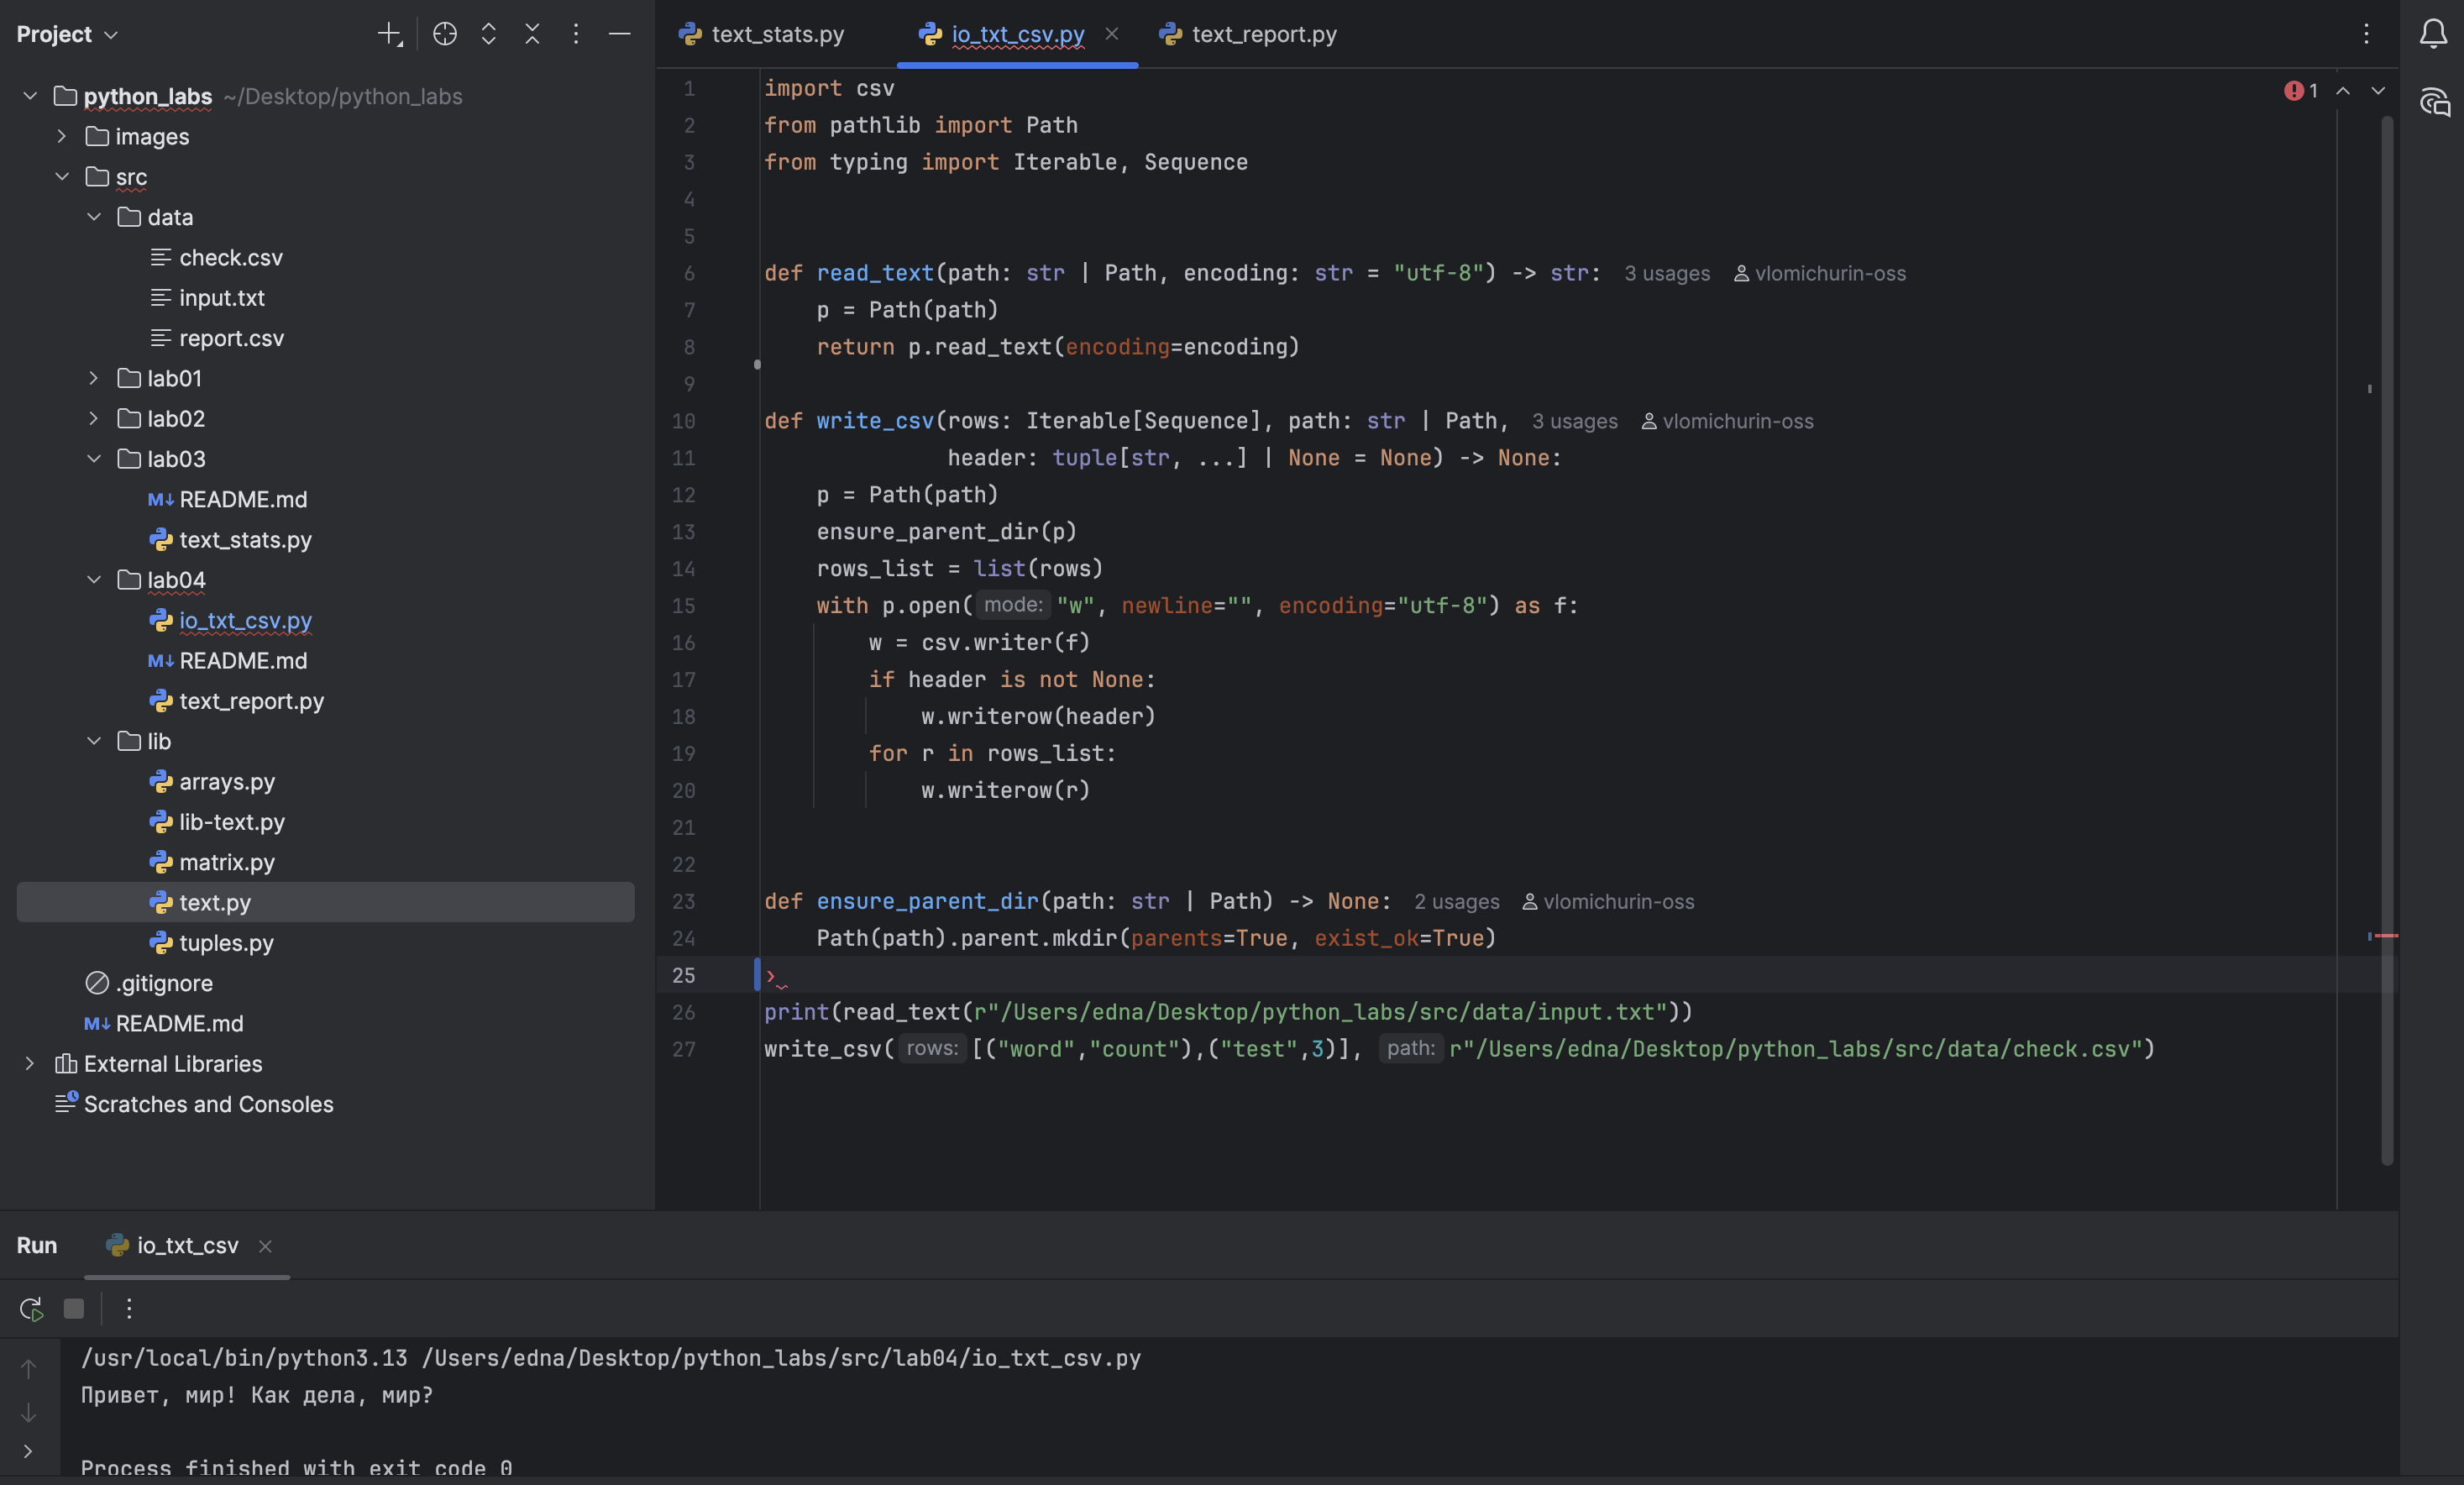 Project
python_labs ~/Desktop/python_labs
images
src
data
check.csv
input.txt
report.csv
lab01
lab02
lab03
README.md
text_stats.py
lab04
io_txt_csv.py
README.md
text_report.py
lib
arrays.py
lib-text.py
matrix.py
text.py
tuples.py
.gitignore
README.md
External Libraries
Scratches and Consoles
text_stats.py io_txt_csv.py text_report.py
1
1 import csv
2 from pathlib import Path
3 from typing import Iterable, Sequence
4
5
6 def read_text(path: str | Path, encoding: str = "utf-8") -> str: 3 usages vlomichurin-oss
7 p = Path(path)
8 return p.read_text(encoding=encoding)
9
10 def write_csv(rows: Iterable[Sequence], path: str | Path, 3 usages vlomichurin-oss
11 header: tuple[str, ...] | None = None) -> None:
12 p = Path(path)
13 ensure_parent_dir(p)
14 rows_list = list(rows)
15 with p.open( mode: "w", newline="", encoding="utf-8") as f:
16 w = csv.writer(f)
17 if header is not None:
18 w.writerow(header)
19 for r in rows_list:
20 w.writerow(r)
21
22
23 def ensure_parent_dir(path: str | Path) -> None: 2 usages vlomichurin-oss
24 Path(path).parent.mkdir(parents=True, exist_ok=True)
25 >
26 print(read_text(r"/Users/edna/Desktop/python_labs/src/data/input.txt"))
27 write_csv( rows: [("word","count"),("test",3)], path: r"/Users/edna/Desktop/python_labs/src/data/check.csv")
Run io_txt_csv
/usr/local/bin/python3.13 /Users/edna/Desktop/python_labs/src/lab04/io_txt_csv.py
Привет, мир! Как дела, мир?
Process finished with exit code 0